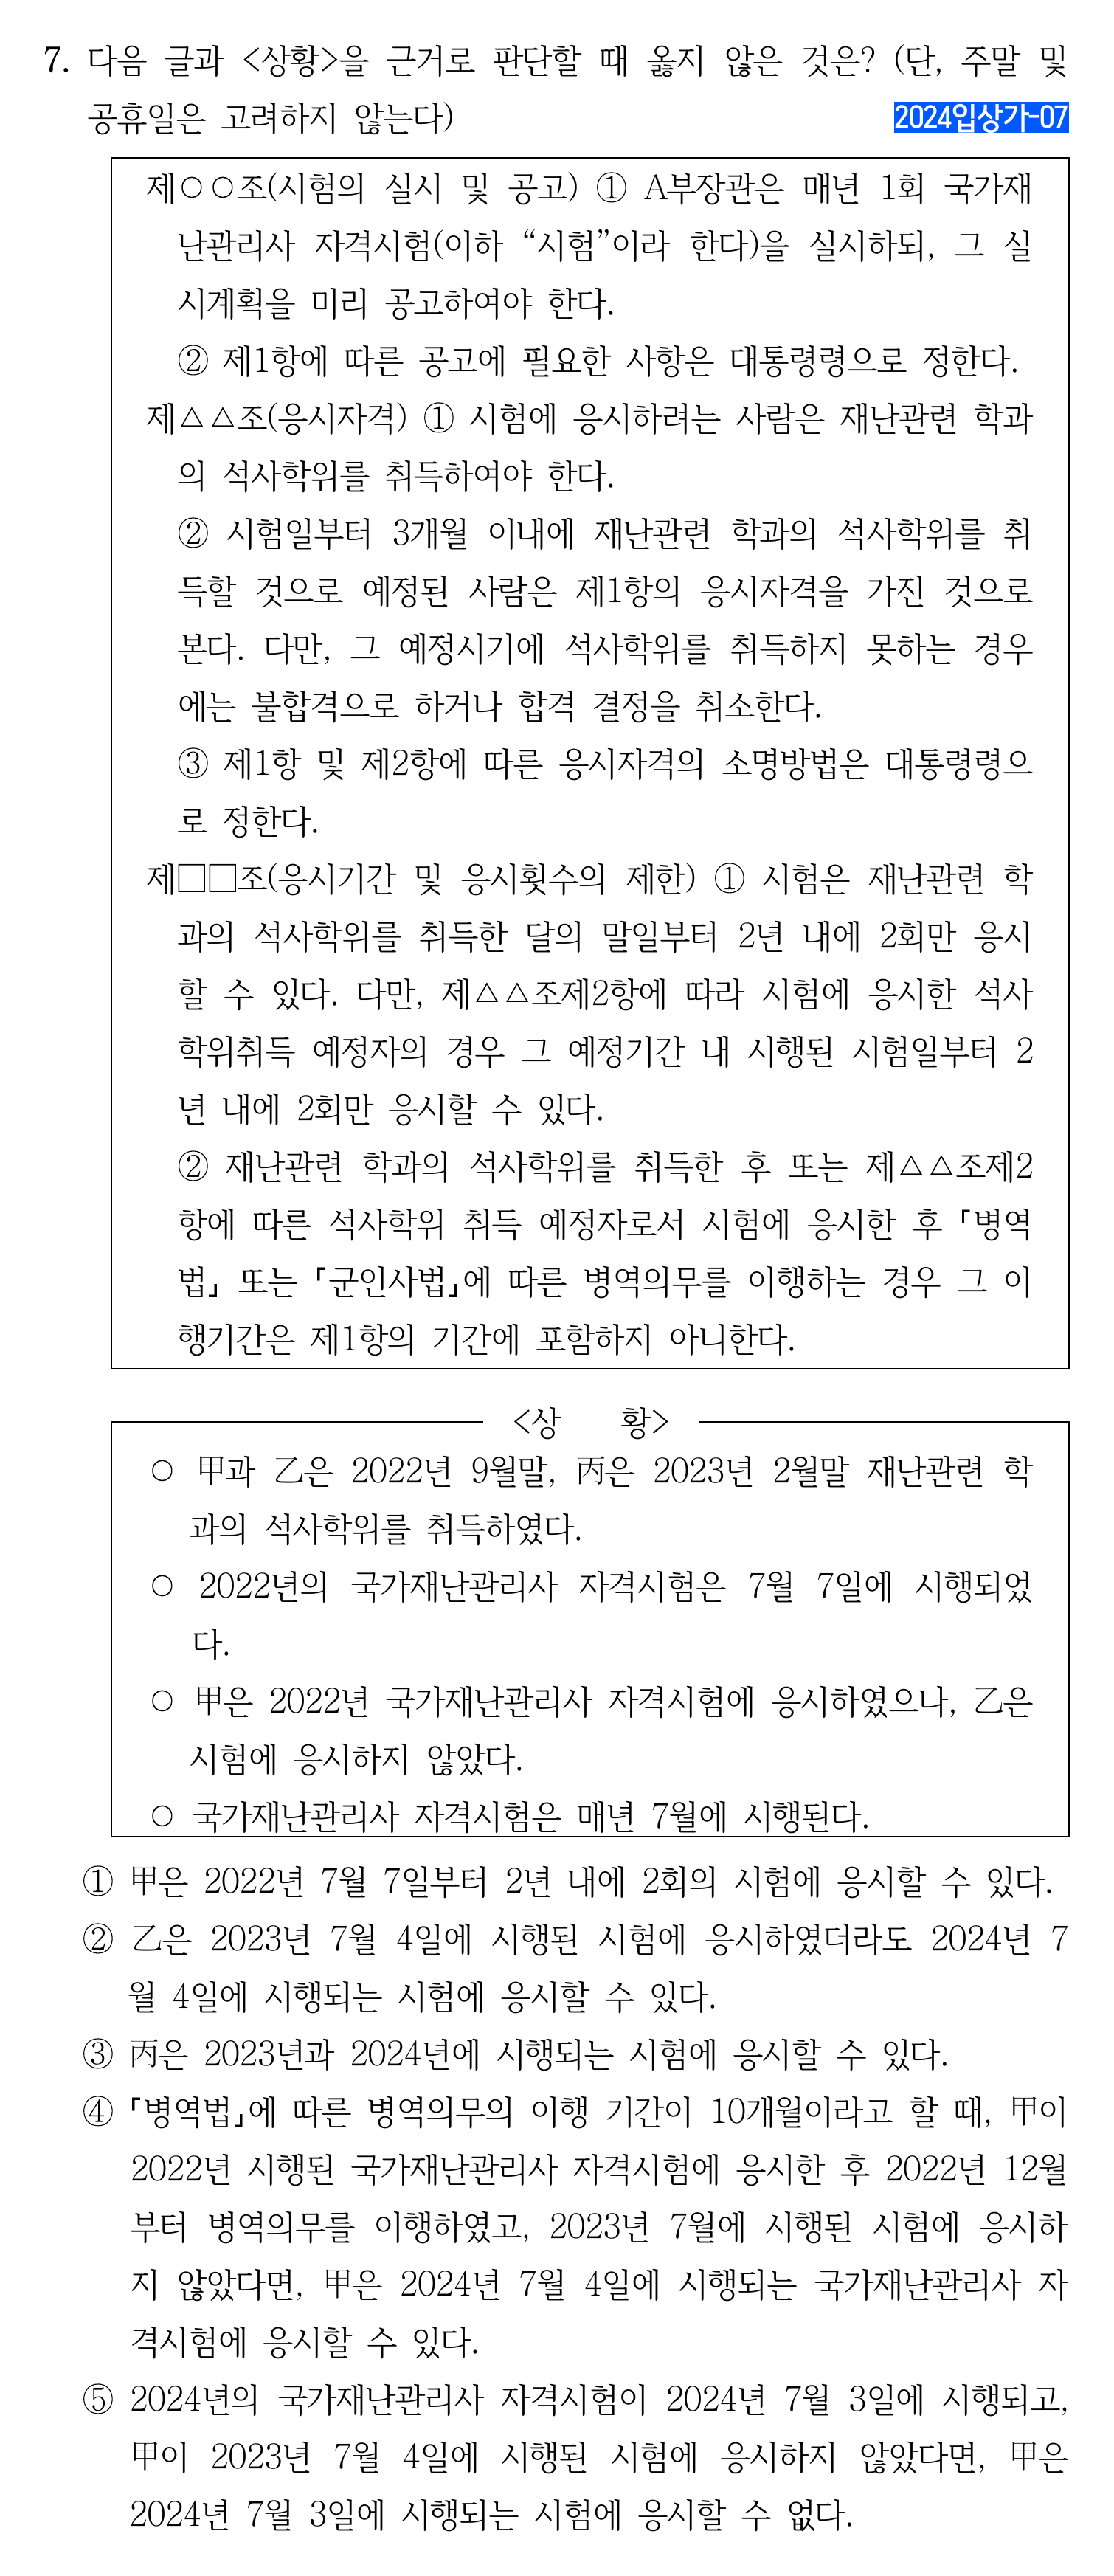 7. 다음 글과 <상황>을 근거로 판단할 때 옳지 않은 것은? (단, 주말 및
공휴일은 고려하지 않는다)
2024입상가-07
제○○조(시험의 실시 및 공고) ① A부장관은 매년 1회 국가재
난관리사 자격시험(이하 “시험”이라 한다)을 실시하되, 그 실
시계획을 미리 공고하여야 한다.
② 제1항에 따른 공고에 필요한 사항은 대통령령으로 정한다.
제△△조(응시자격) ① 시험에 응시하려는 사람은 재난관련 학과
의 석사학위를 취득하여야 한다.
② 시험일부터 3개월 이내에 재난관련 학과의 석사학위를 취
득할 것으로 예정된 사람은 제1항의 응시자격을 가진 것으로
본다. 다만, 그 예정시기에 석사학위를 취득하지 못하는 경우
에는 불합격으로 하거나 합격 결정을 취소한다.
③ 제1항 및 제2항에 따른 응시자격의 소명방법은 대통령령으
로 정한다.
제□□조(응시기간 및 응시횟수의 제한) ① 시험은 재난관련 학
과의 석사학위를 취득한 달의 말일부터 2년 내에 2회만 응시
할 수 있다. 다만, 제△△조제2항에 따라 시험에 응시한 석사
학위취득 예정자의 경우 그 예정기간 내 시행된 시험일부터 2
년 내에 2회만 응시할 수 있다.
② 재난관련 학과의 석사학위를 취득한 후 또는 제△△조제2
항에 따른 석사학위 취득 예정자로서 시험에 응시한 후 「병역
법」 또는 「군인사법」에 따른 병역의무를 이행하는 경우 그 이
행기간은 제1항의 기간에 포함하지 아니한다.
<상 황>
○ 甲과 乙은 2022년 9월말, 丙은 2023년 2월말 재난관련 학
과의 석사학위를 취득하였다.
○ 2022년의 국가재난관리사 자격시험은 7월 7일에 시행되었
다.
○ 甲은 2022년 국가재난관리사 자격시험에 응시하였으나, 乙은
시험에 응시하지 않았다.
○ 국가재난관리사 자격시험은 매년 7월에 시행된다.
① 甲은 2022년 7월 7일부터 2년 내에 2회의 시험에 응시할 수 있다.
② 乙은 2023년 7월 4일에 시행된 시험에 응시하였더라도 2024년 7
월 4일에 시행되는 시험에 응시할 수 있다.
③ 丙은 2023년과 2024년에 시행되는 시험에 응시할 수 있다.
④ 「병역법」에 따른 병역의무의 이행 기간이 10개월이라고 할 때, 甲이
2022년 시행된 국가재난관리사 자격시험에 응시한 후 2022년 12월
부터 병역의무를 이행하였고, 2023년 7월에 시행된 시험에 응시하
지 않았다면, 甲은 2024년 7월 4일에 시행되는 국가재난관리사 자
격시험에 응시할 수 있다.
⑤ 2024년의 국가재난관리사 자격시험이 2024년 7월 3일에 시행되고,
甲이 2023년 7월 4일에 시행된 시험에 응시하지 않았다면, 甲은
2024년 7월 3일에 시행되는 시험에 응시할 수 없다.